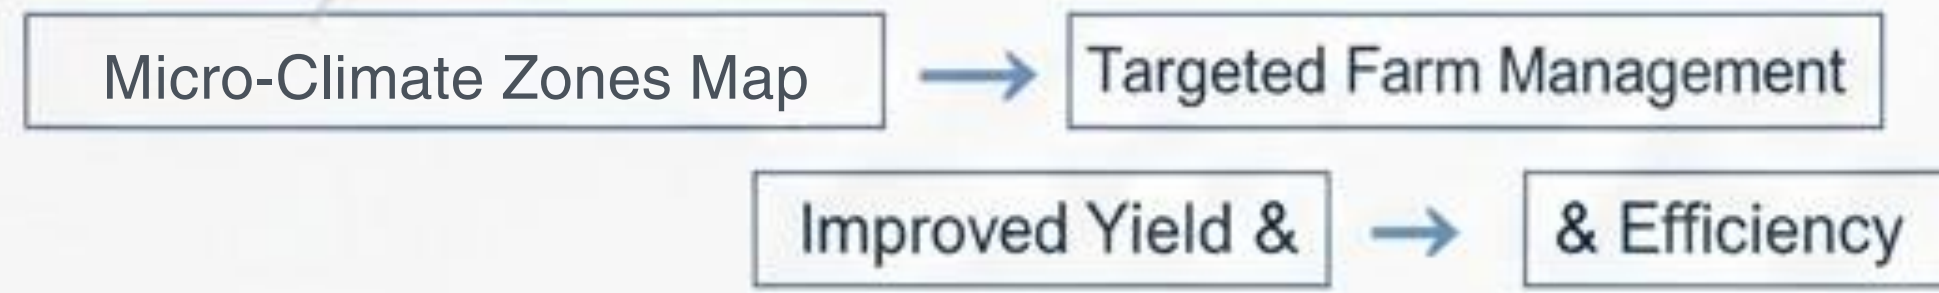 Micro-Climate Zones Map → Targeted Farm Management
Improved Yield & → & Efficiency